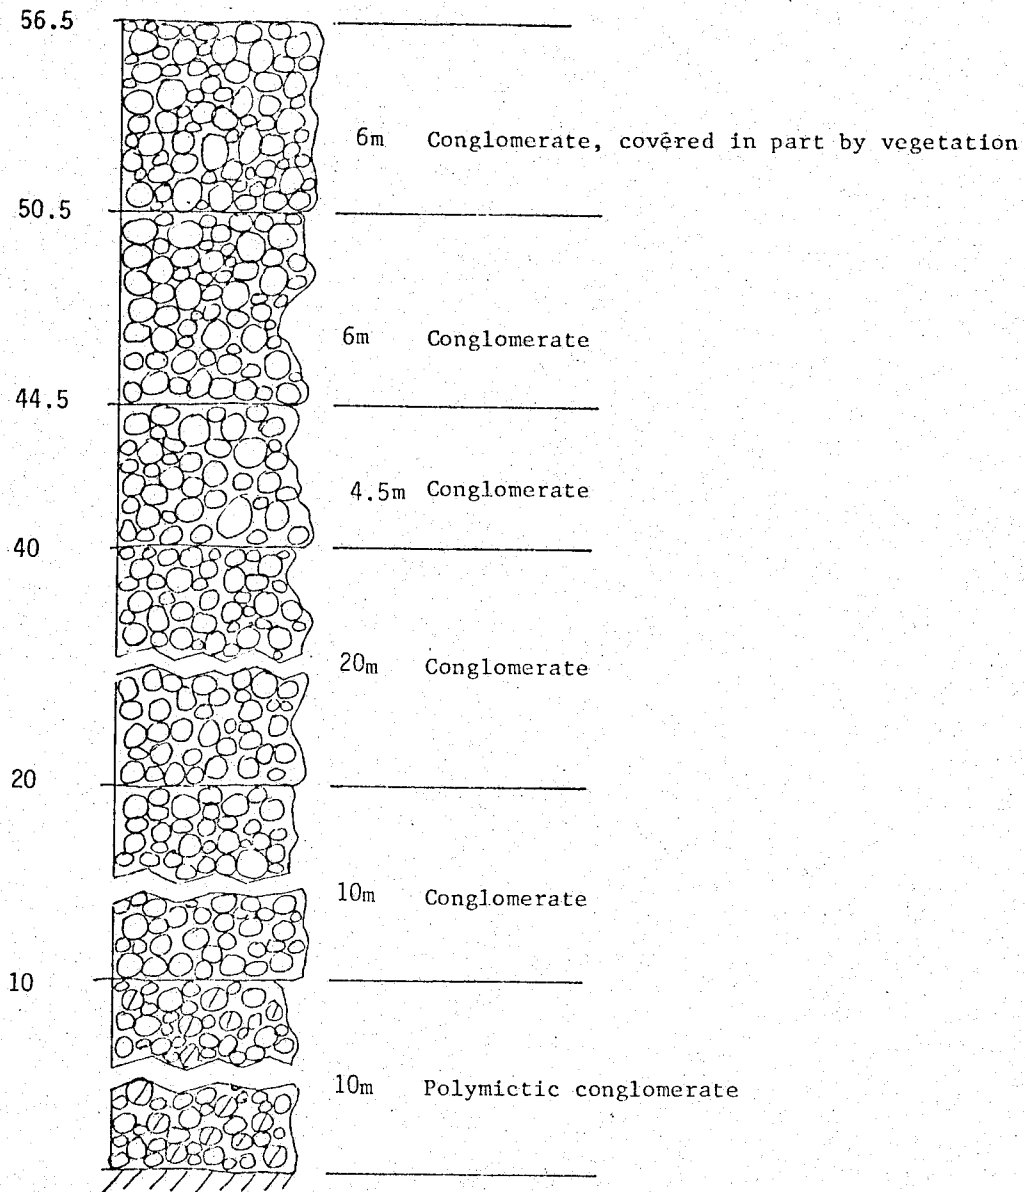 56.5
6m Conglomerate, covered in part by vegetation
50.5
6m Conglomerate
44.5
4.5m Conglomerate
40
20m Conglomerate
20
10m Conglomerate
10
10m Polymictic conglomerate